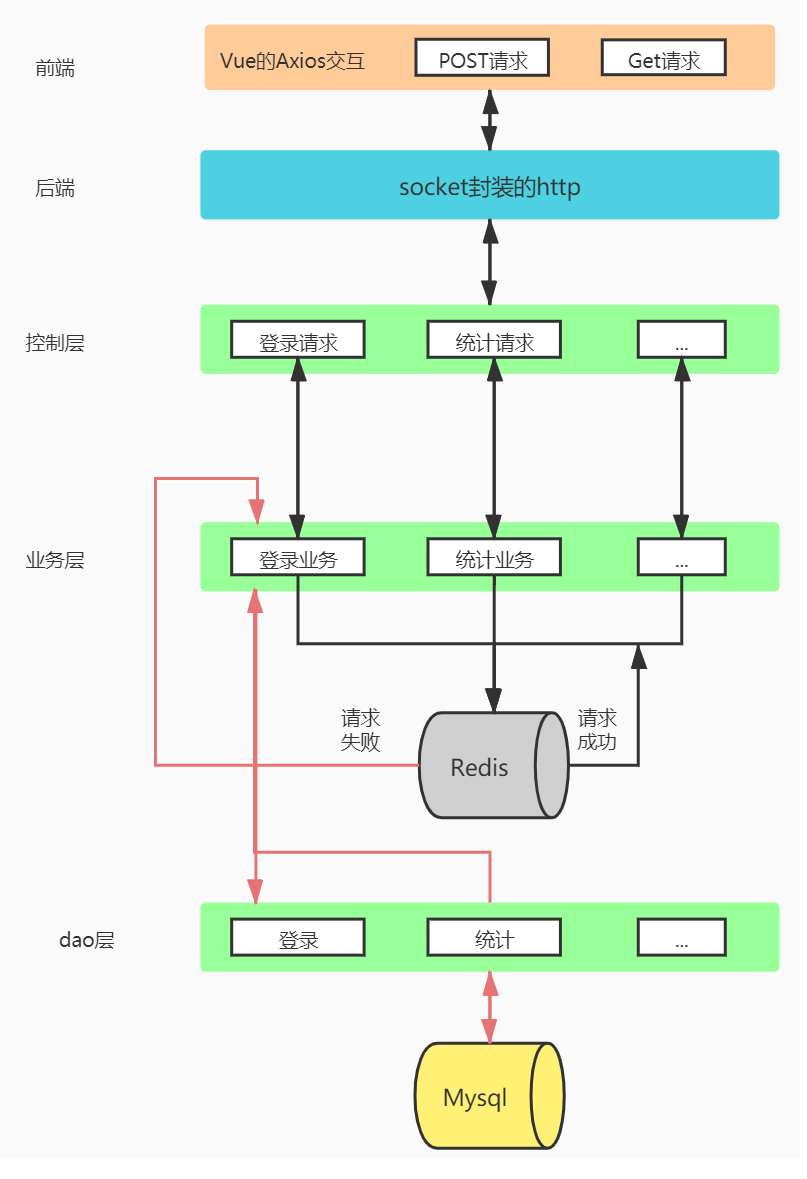 前端
Vue的Axios交互
POST请求
Get请求
后端
socket封装的http
控制层
登录请求
统计请求
...
业务层
登录业务
统计业务
...
请求
失败
Redis
请求
成功
dao层
登录
统计
...
Mysql